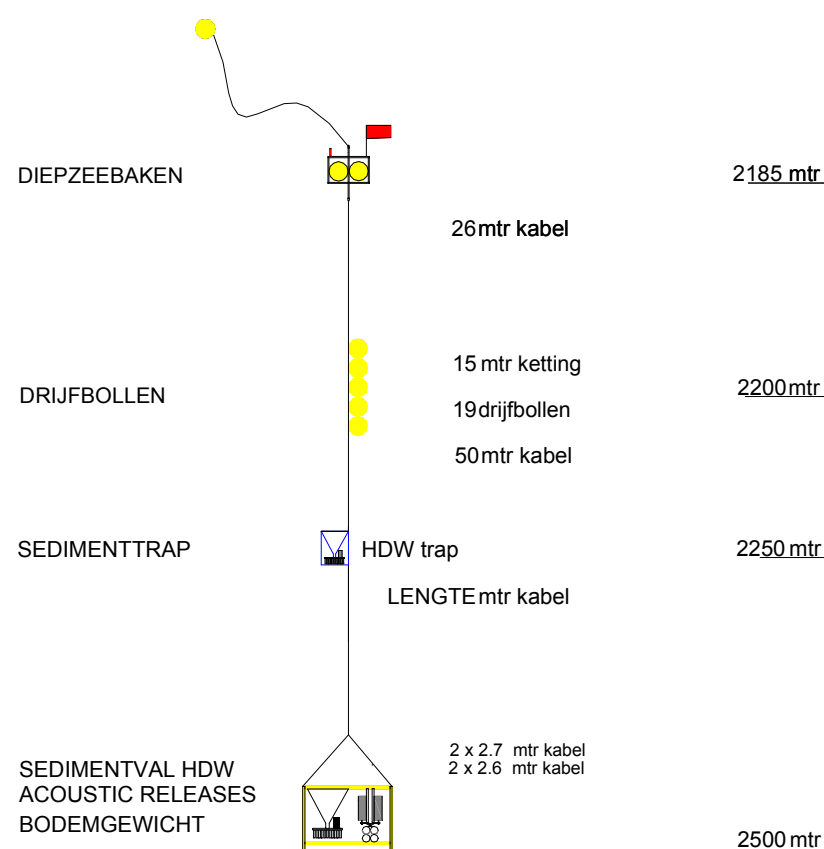 DIEPZEEBAKEN 2185 mtr
26 mtr kabel
15 mtr ketting
DRIJFBOLLEN 2200 mtr
19 drijfbollen
50 mtr kabel
SEDIMENTTRAP HDW trap 2250 mtr
LENGTE mtr kabel
2 x 2.7 mtr kabel
SEDIMENTVAL HDW 2 x 2.6 mtr kabel
ACOUSTIC RELEASES
BODEMGEWICHT
2500 mtr